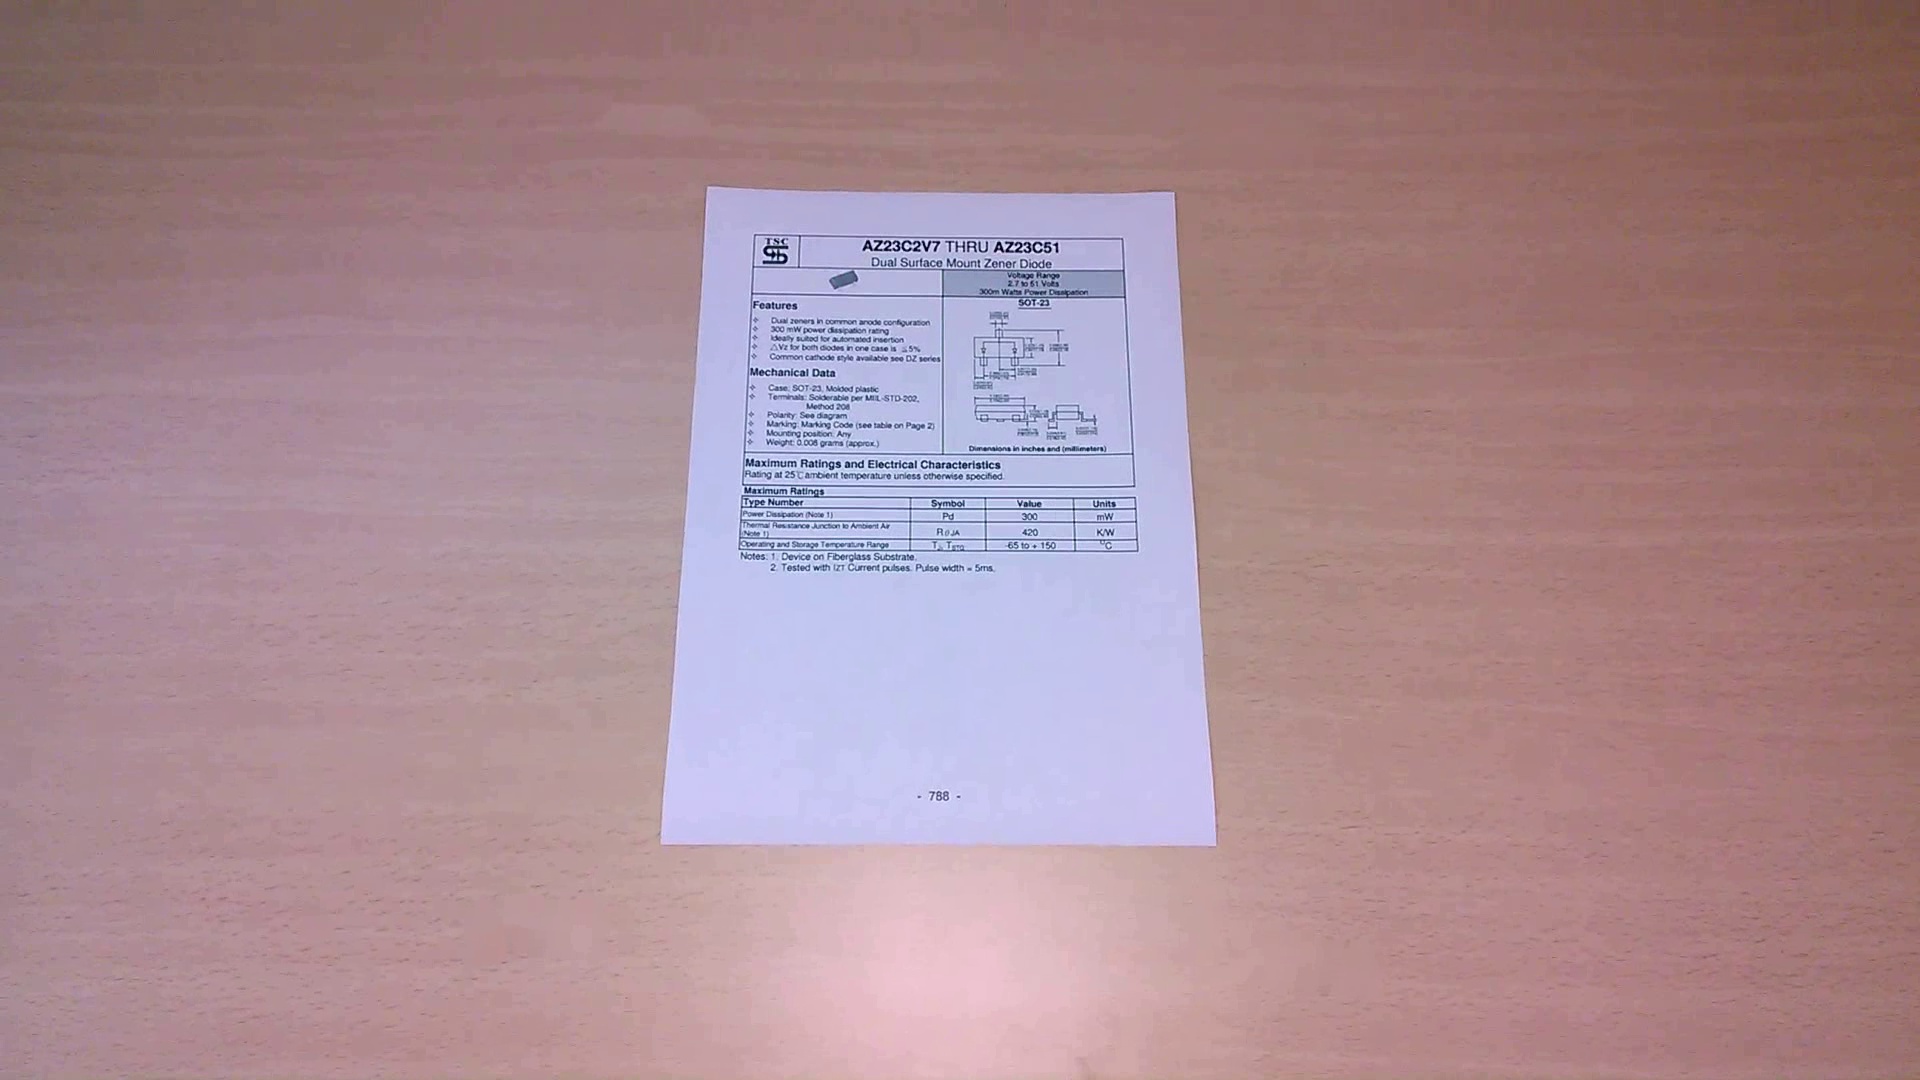 TSC
AZ23C2V7 THRU AZ23C51
Dual Surface Mount Zener Diode
Voltage Range
2.7 to 51 Volts
300m Watts Power Dissipation
SOT-23
Features
Dual zeners in common anode configuration
300 mW power dissipation rating
Ideally suited for automated insertion
△Vz for both diodes in one case is ≦5%
Common cathode style available see DZ series
Mechanical Data
Case: SOT-23, Molded plastic
Terminals: Solderable per MIL-STD-202,
Method 208
Polarity: See diagram
Marking: Marking Code (see table on Page 2)
Mounting position: Any
Weight: 0.008 grams (approx.)
Dimensions in inches and (millimeters)
Maximum Ratings and Electrical Characteristics
Rating at 25℃ ambient temperature unless otherwise specified.
Maximum Ratings
Type Number Symbol Value Units
Power Dissipation (Note 1) Pd 300 mW
Thermal Resistance Junction to Ambient Air
(Note 1) RθJA 420 K/W
Operating and Storage Temperature Range TJ, TSTG -65 to + 150 °C
Notes: 1. Device on Fiberglass Substrate.
2. Tested with IZT Current pulses. Pulse width = 5ms.
- 788 -